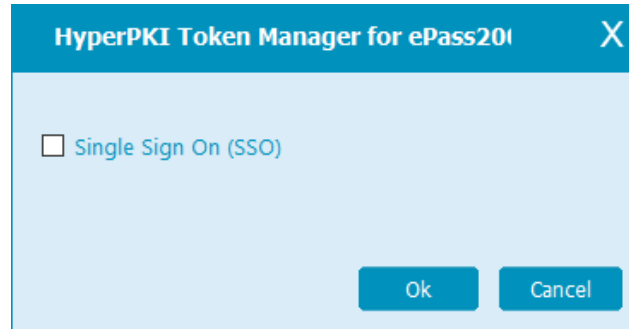 HyperPKI Token Manager for ePass20
X
Single Sign On (SSO)
Ok Cancel